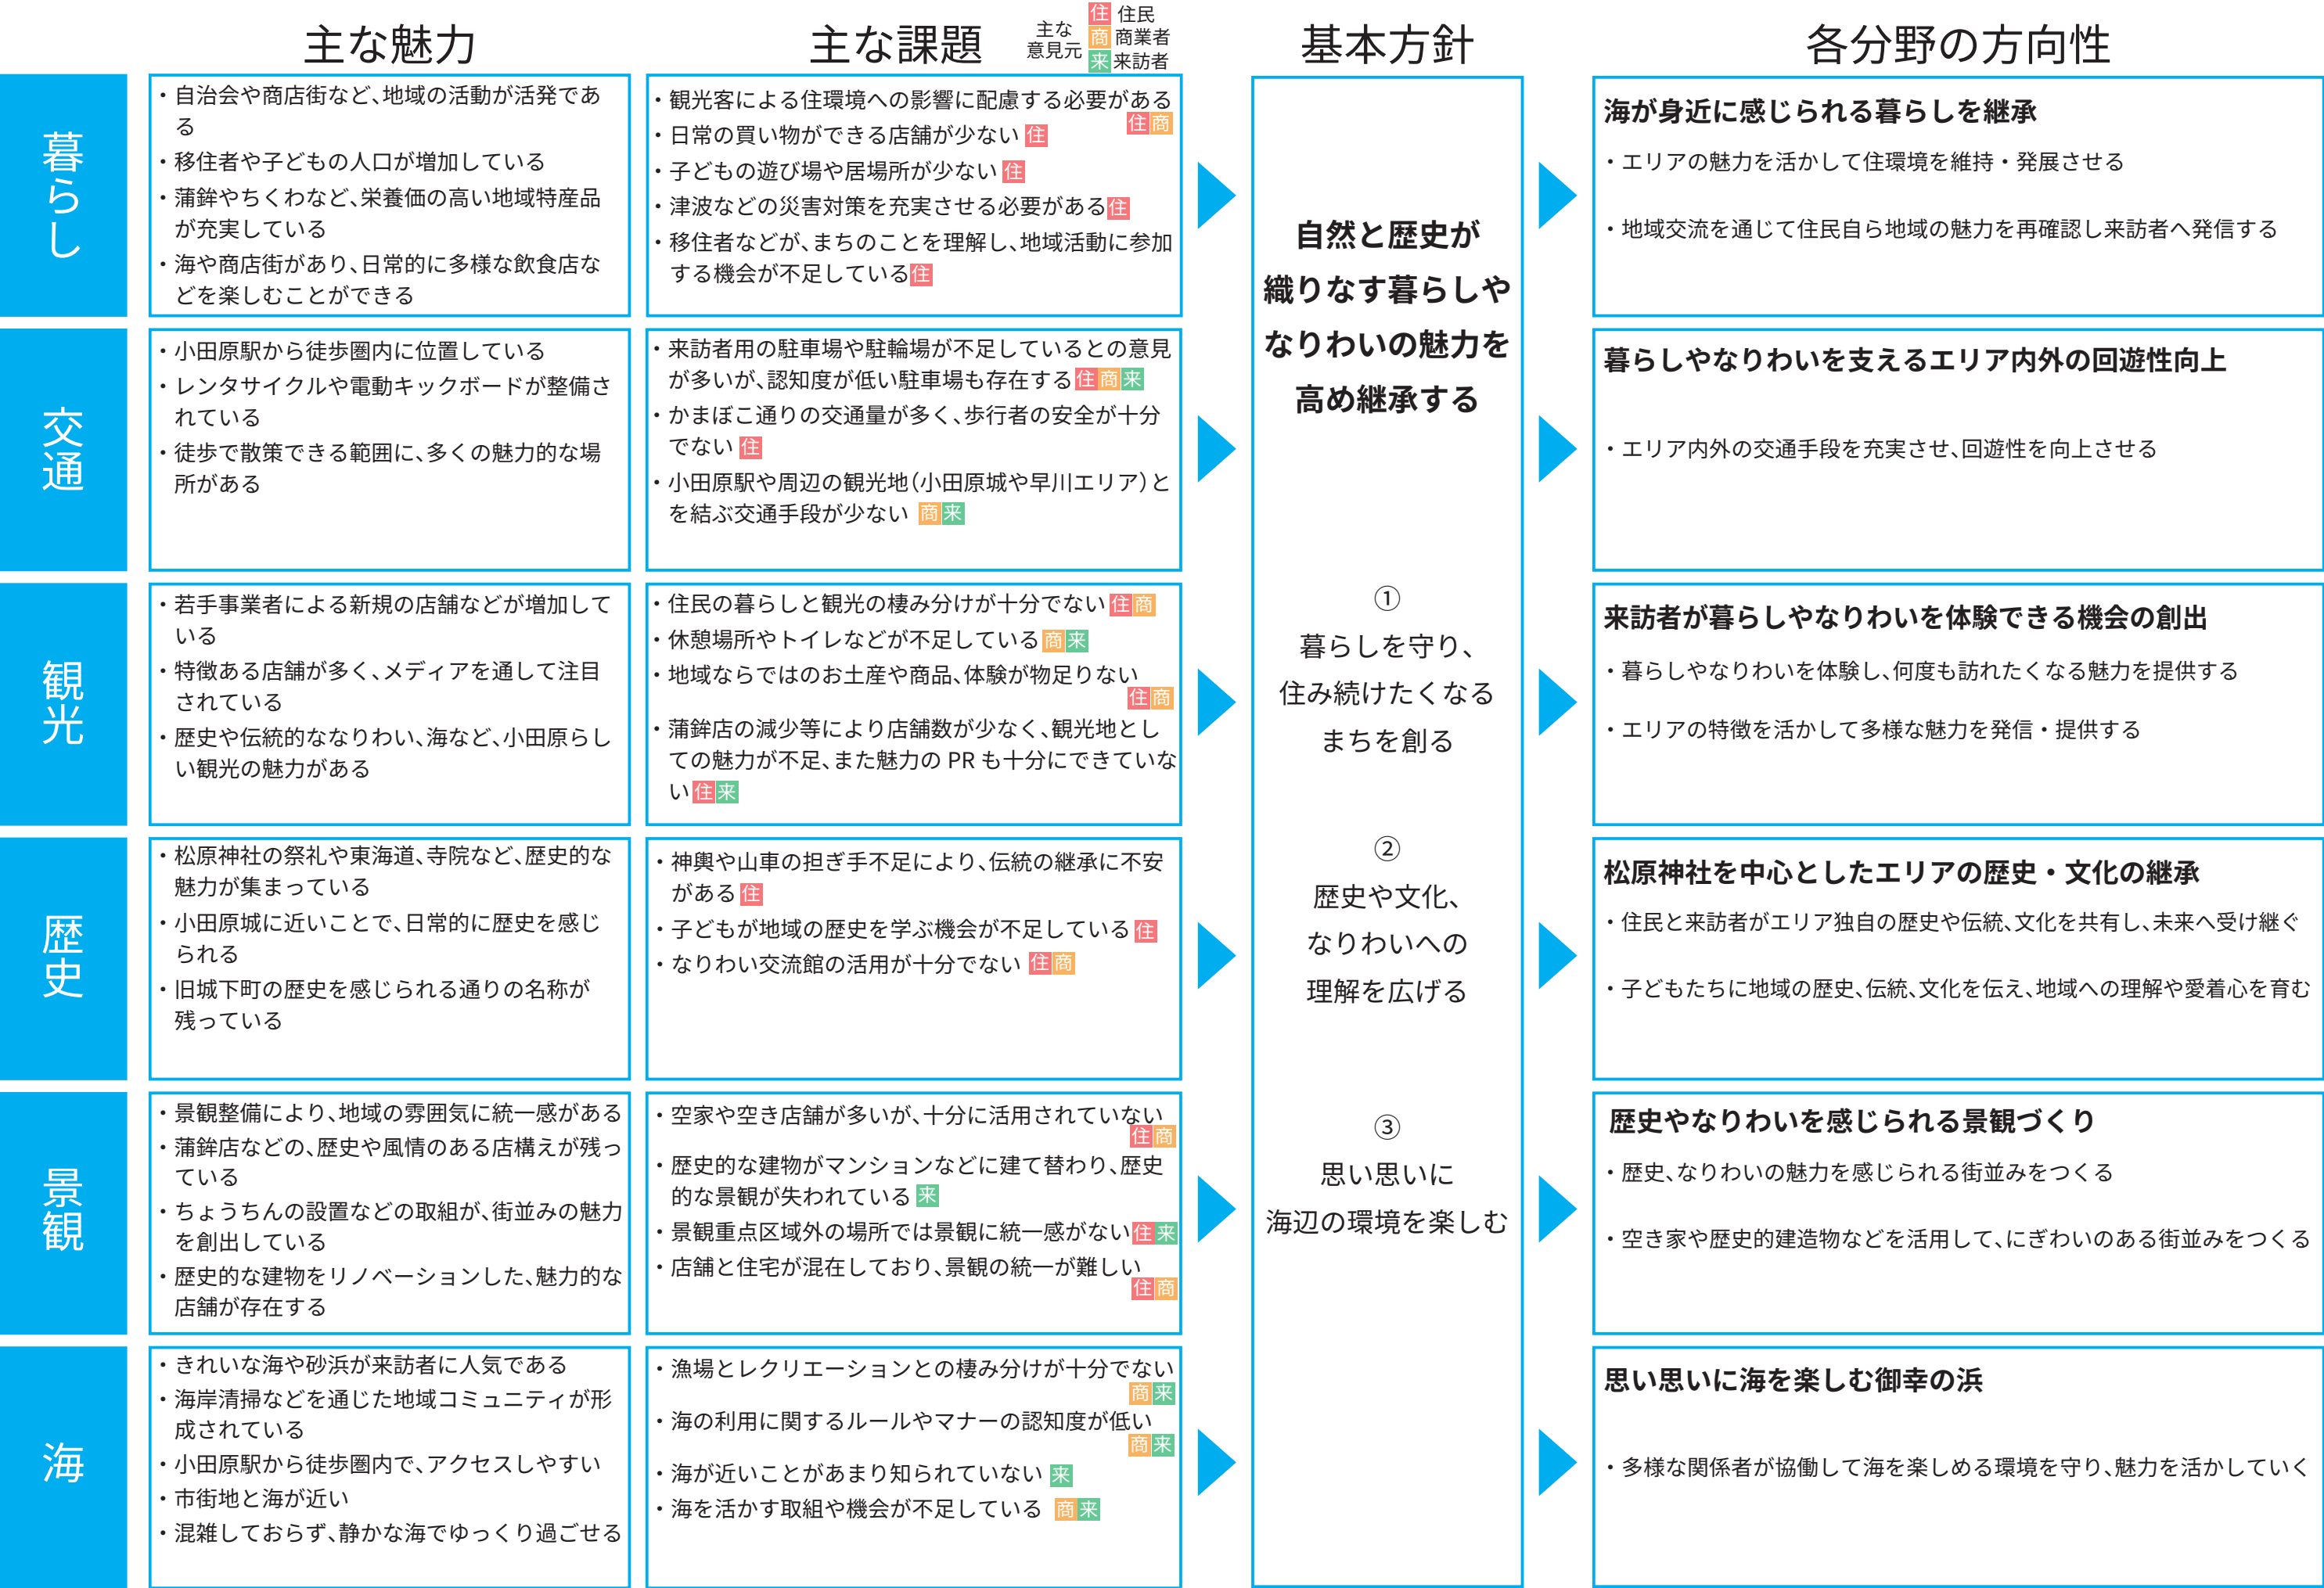 主な魅力
主な課題
主な
意見元
住 住民
商 商業者
来 来訪者
基本方針
各分野の方向性
暮らし
・自治会や商店街など、地域の活動が活発であ
る
・移住者や子どもの人口が増加している
・蒲鉾やちくわなど、栄養価の高い地域特産品
が充実している
・海や商店街があり、日常的に多様な飲食店な
どを楽しむことができる
・観光客による住環境への影響に配慮する必要がある
住商
・日常の買い物ができる店舗が少ない 住
・子どもの遊び場や居場所が少ない 住
・津波などの災害対策を充実させる必要がある住
・移住者などが、まちのことを理解し、地域活動に参加
する機会が不足している住
海が身近に感じられる暮らしを継承
・エリアの魅力を活かして住環境を維持・発展させる
・地域交流を通じて住民自ら地域の魅力を再確認し来訪者へ発信する
交通
・小田原駅から徒歩圏内に位置している
・レンタサイクルや電動キックボードが整備さ
れている
・徒歩で散策できる範囲に、多くの魅力的な場
所がある
・来訪者用の駐車場や駐輪場が不足しているとの意見
が多いが、認知度が低い駐車場も存在する住商来
・かまぼこ通りの交通量が多く、歩行者の安全が十分
でない 住
・小田原駅や周辺の観光地（小田原城や早川エリア）と
を結ぶ交通手段が少ない 商来
暮らしやなりわいを支えるエリア内外の回遊性向上
・エリア内外の交通手段を充実させ、回遊性を向上させる
観光
・若手事業者による新規の店舗などが増加して
いる
・特徴ある店舗が多く、メディアを通して注目
されている
・歴史や伝統的ななりわい、海など、小田原らし
い観光の魅力がある
・住民の暮らしと観光の棲み分けが十分でない住商
・休憩場所やトイレなどが不足している商来
・地域ならではのお土産や商品、体験が物足りない
住商
・蒲鉾店の減少等により店舗数が少なく、観光地とし
ての魅力が不足、また魅力の PR も十分にできていな
い住来
来訪者が暮らしやなりわいを体験できる機会の創出
・暮らしやなりわいを体験し、何度も訪れたくなる魅力を提供する
・エリアの特徴を活かして多様な魅力を発信・提供する
歴史
・松原神社の祭礼や東海道、寺院など、歴史的な
魅力が集まっている
・小田原城に近いことで、日常的に歴史を感じ
られる
・旧城下町の歴史を感じられる通りの名称が
残っている
・神輿や山車の担ぎ手不足により、伝統の継承に不安
がある住
・子どもが地域の歴史を学ぶ機会が不足している住
・なりわい交流館の活用が十分でない 住商
松原神社を中心としたエリアの歴史・文化の継承
・住民と来訪者がエリア独自の歴史や伝統、文化を共有し、未来へ受け継ぐ
・子どもたちに地域の歴史、伝統、文化を伝え、地域への理解や愛着心を育む
景観
・景観整備により、地域の雰囲気に統一感がある
・蒲鉾店などの、歴史や風情のある店構えが残っ
ている
・ちょうちんの設置などの取組が、街並みの魅力
を創出している
・歴史的な建物をリノベーションした、魅力的な
店舗が存在する
・空家や空き店舗が多いが、十分に活用されていない
住商
・歴史的な建物がマンションなどに建て替わり、歴史
的な景観が失われている来
・景観重点区域外の場所では景観に統一感がない住来
・店舗と住宅が混在しており、景観の統一が難しい
住商
歴史やなりわいを感じられる景観づくり
・歴史、なりわいの魅力を感じられる街並みをつくる
・空き家や歴史的建造物などを活用して、にぎわいのある街並みをつくる
海
・きれいな海や砂浜が来訪者に人気である
・海岸清掃などを通じた地域コミュニティが形
成されている
・小田原駅から徒歩圏内で、アクセスしやすい
・市街地と海が近い
・混雑しておらず、静かな海でゆっくり過ごせる
・漁場とレクリエーションとの棲み分けが十分でない
商来
・海の利用に関するルールやマナーの認知度が低い
商来
・海が近いことがあまり知られていない 来
・海を活かす取組や機会が不足している 商来
思い思いに海を楽しむ御幸の浜
・多様な関係者が協働して海を楽しめる環境を守り、魅力を活かしていく
自然と歴史が
織りなす暮らしや
なりわいの魅力を
高め継承する
①
暮らしを守り、
住み続けたくなる
まちを創る
②
歴史や文化、
なりわいへの
理解を広げる
③
思い思いに
海辺の環境を楽しむ